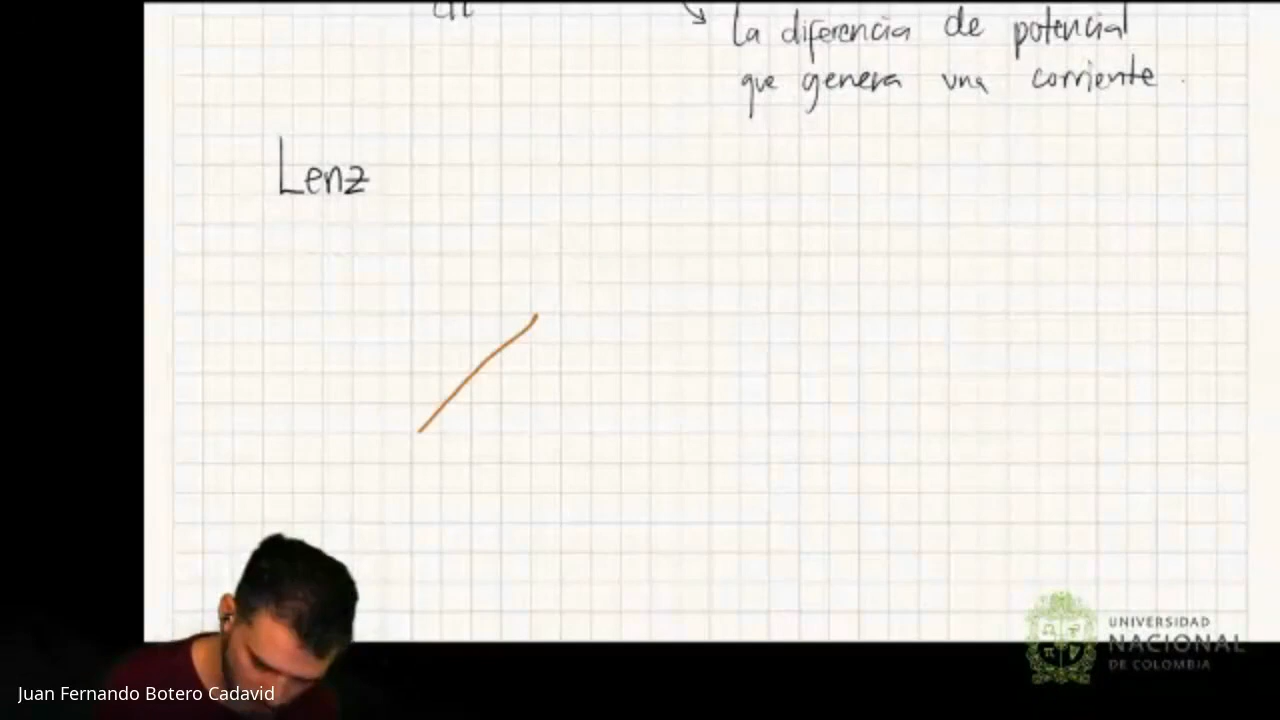 la diferencia de potencial
que genera una corriente.
Lenz
UNIVERSIDAD
NACIONAL
DE COLOMBIA
Juan Fernando Botero Cadavid